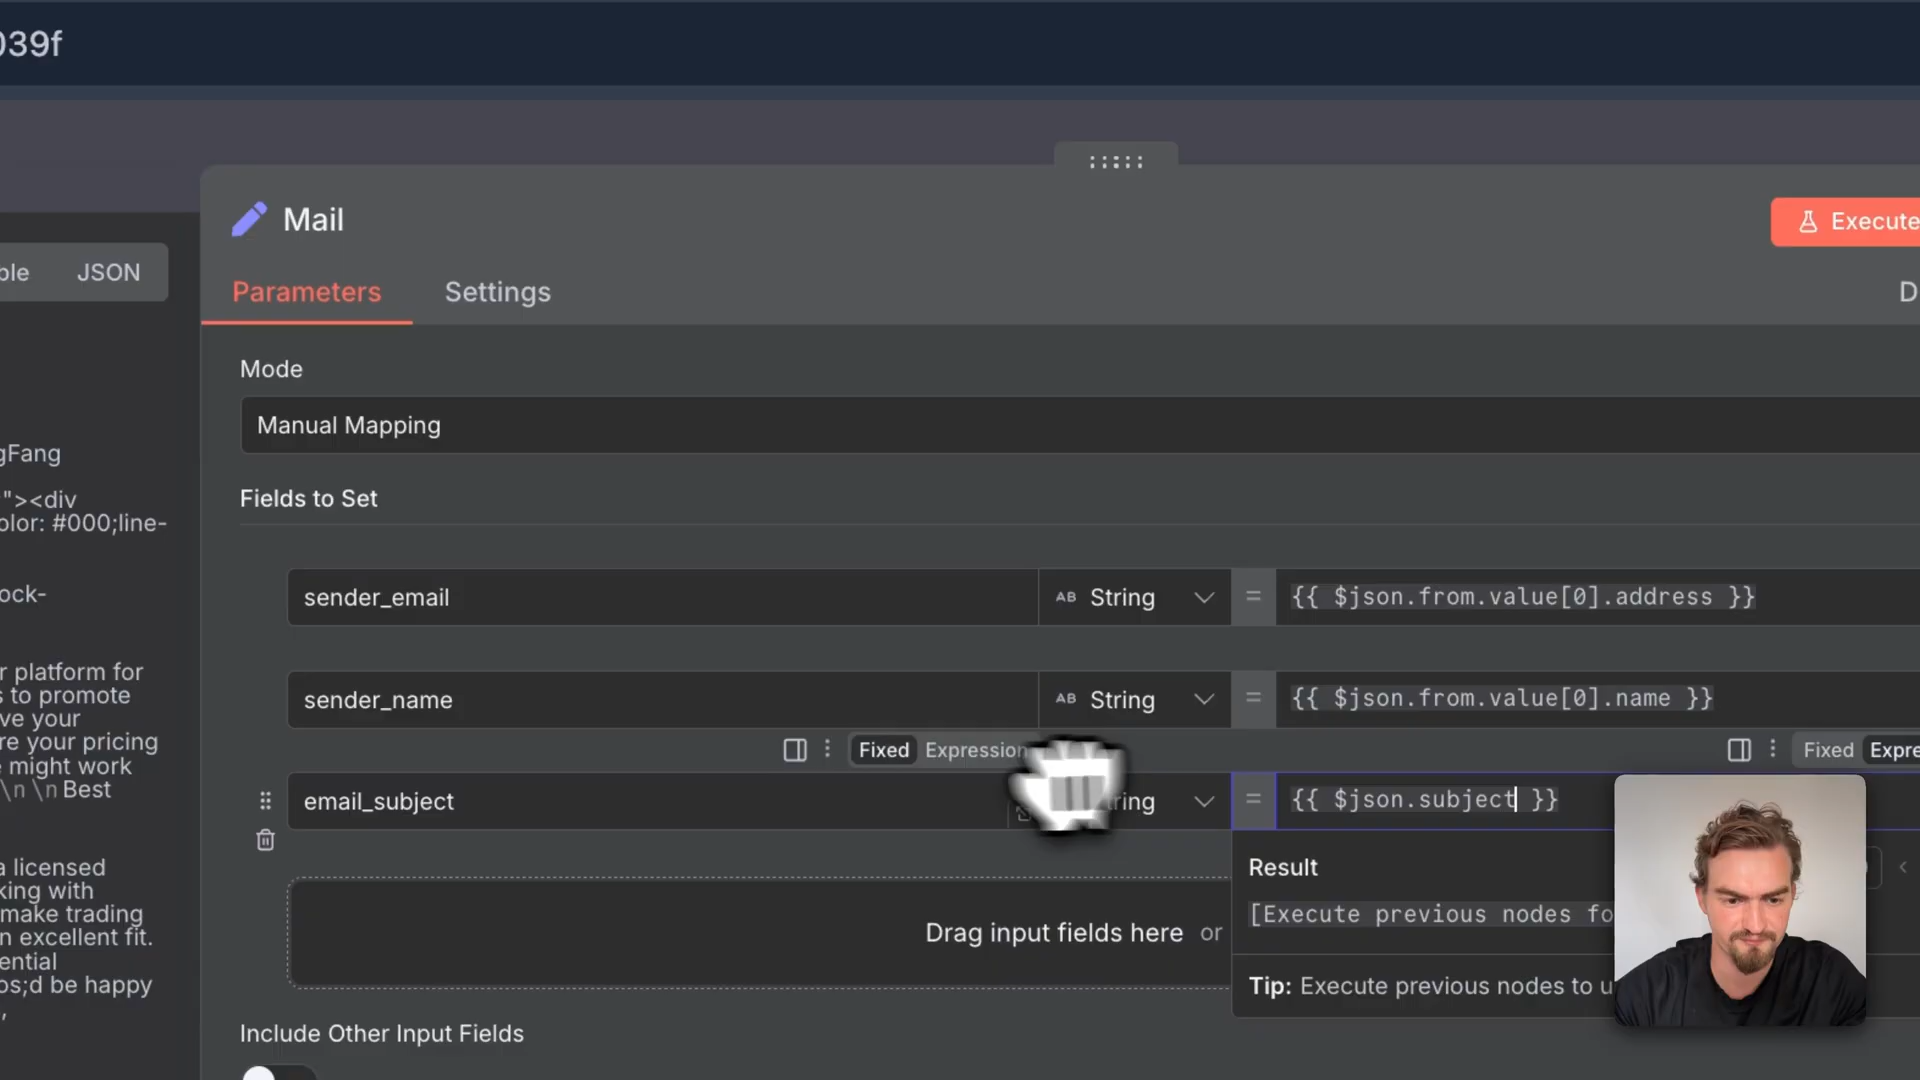 039f
Mail
Execute
ble
JSON
Parameters
Settings
D
Mode
Manual Mapping
gFang
"><div
olor: #000;line-
ock-
r platform for
s to promote
ve your
re your pricing
e might work
\n \n Best
a licensed
king with
make trading
n excellent fit.
ential
os;d be happy
,
Fields to Set
sender_email
AB String
=
{{ $json.from.value[0].address }}
sender_name
AB String
=
{{ $json.from.value[0].name }}
Fixed Expression
Fixed Expre
email_subject
ring
=
{{ $json.subject }}
Result
[Execute previous nodes fo
Drag input fields here or
Tip: Execute previous nodes to u
Include Other Input Fields